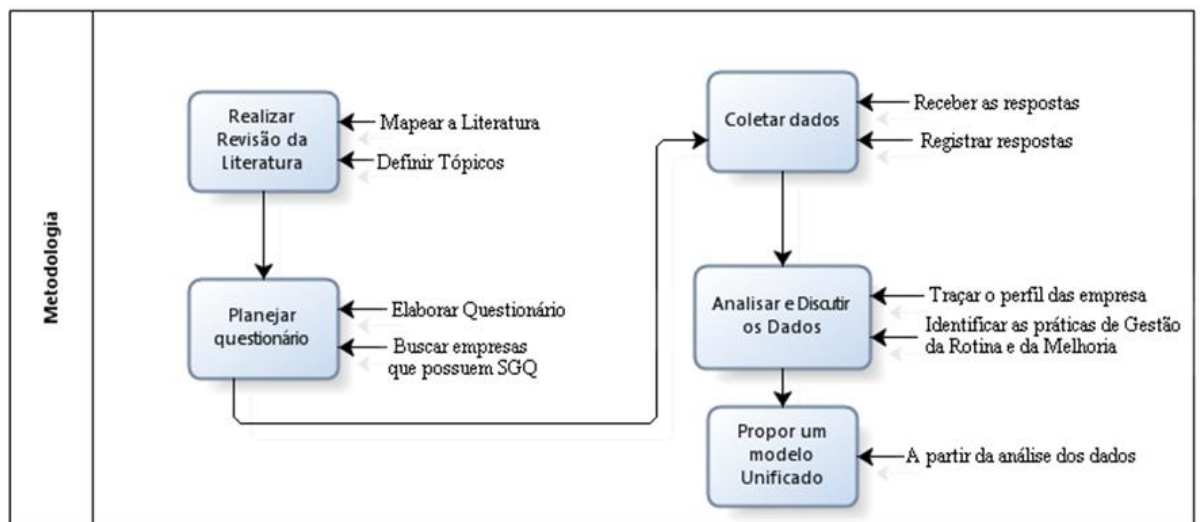 Metodologia
Realizar
Revisão da
Literatura
Mapear a Literatura
Definir Tópicos
Planejar
questionário
Elaborar Questionário
Buscar empresas
que possuem SGQ
Coletar dados
Receber as respostas
Registrar respostas
Analisar e Discutir
os Dados
Traçar o perfil das empresa
Identificar as práticas de Gestão
da Rotina e da Melhoria
Propor um
modelo
Unificado
A partir da análise dos dados